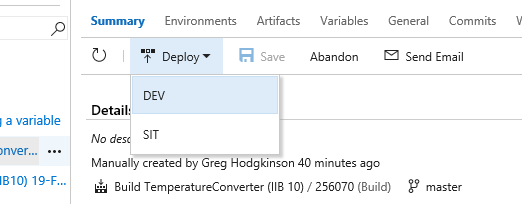 Summary Environments Artifacts Variables General Commits W
Deploy Save Abandon Send Email
DEV
SIT
g a variable
Details
onver... ...
No desc
IIB10) 19-F...
Manually created by Greg Hodgkinson 40 minutes ago
Build TemperatureConverter (IIB 10) / 256070 (Build) master